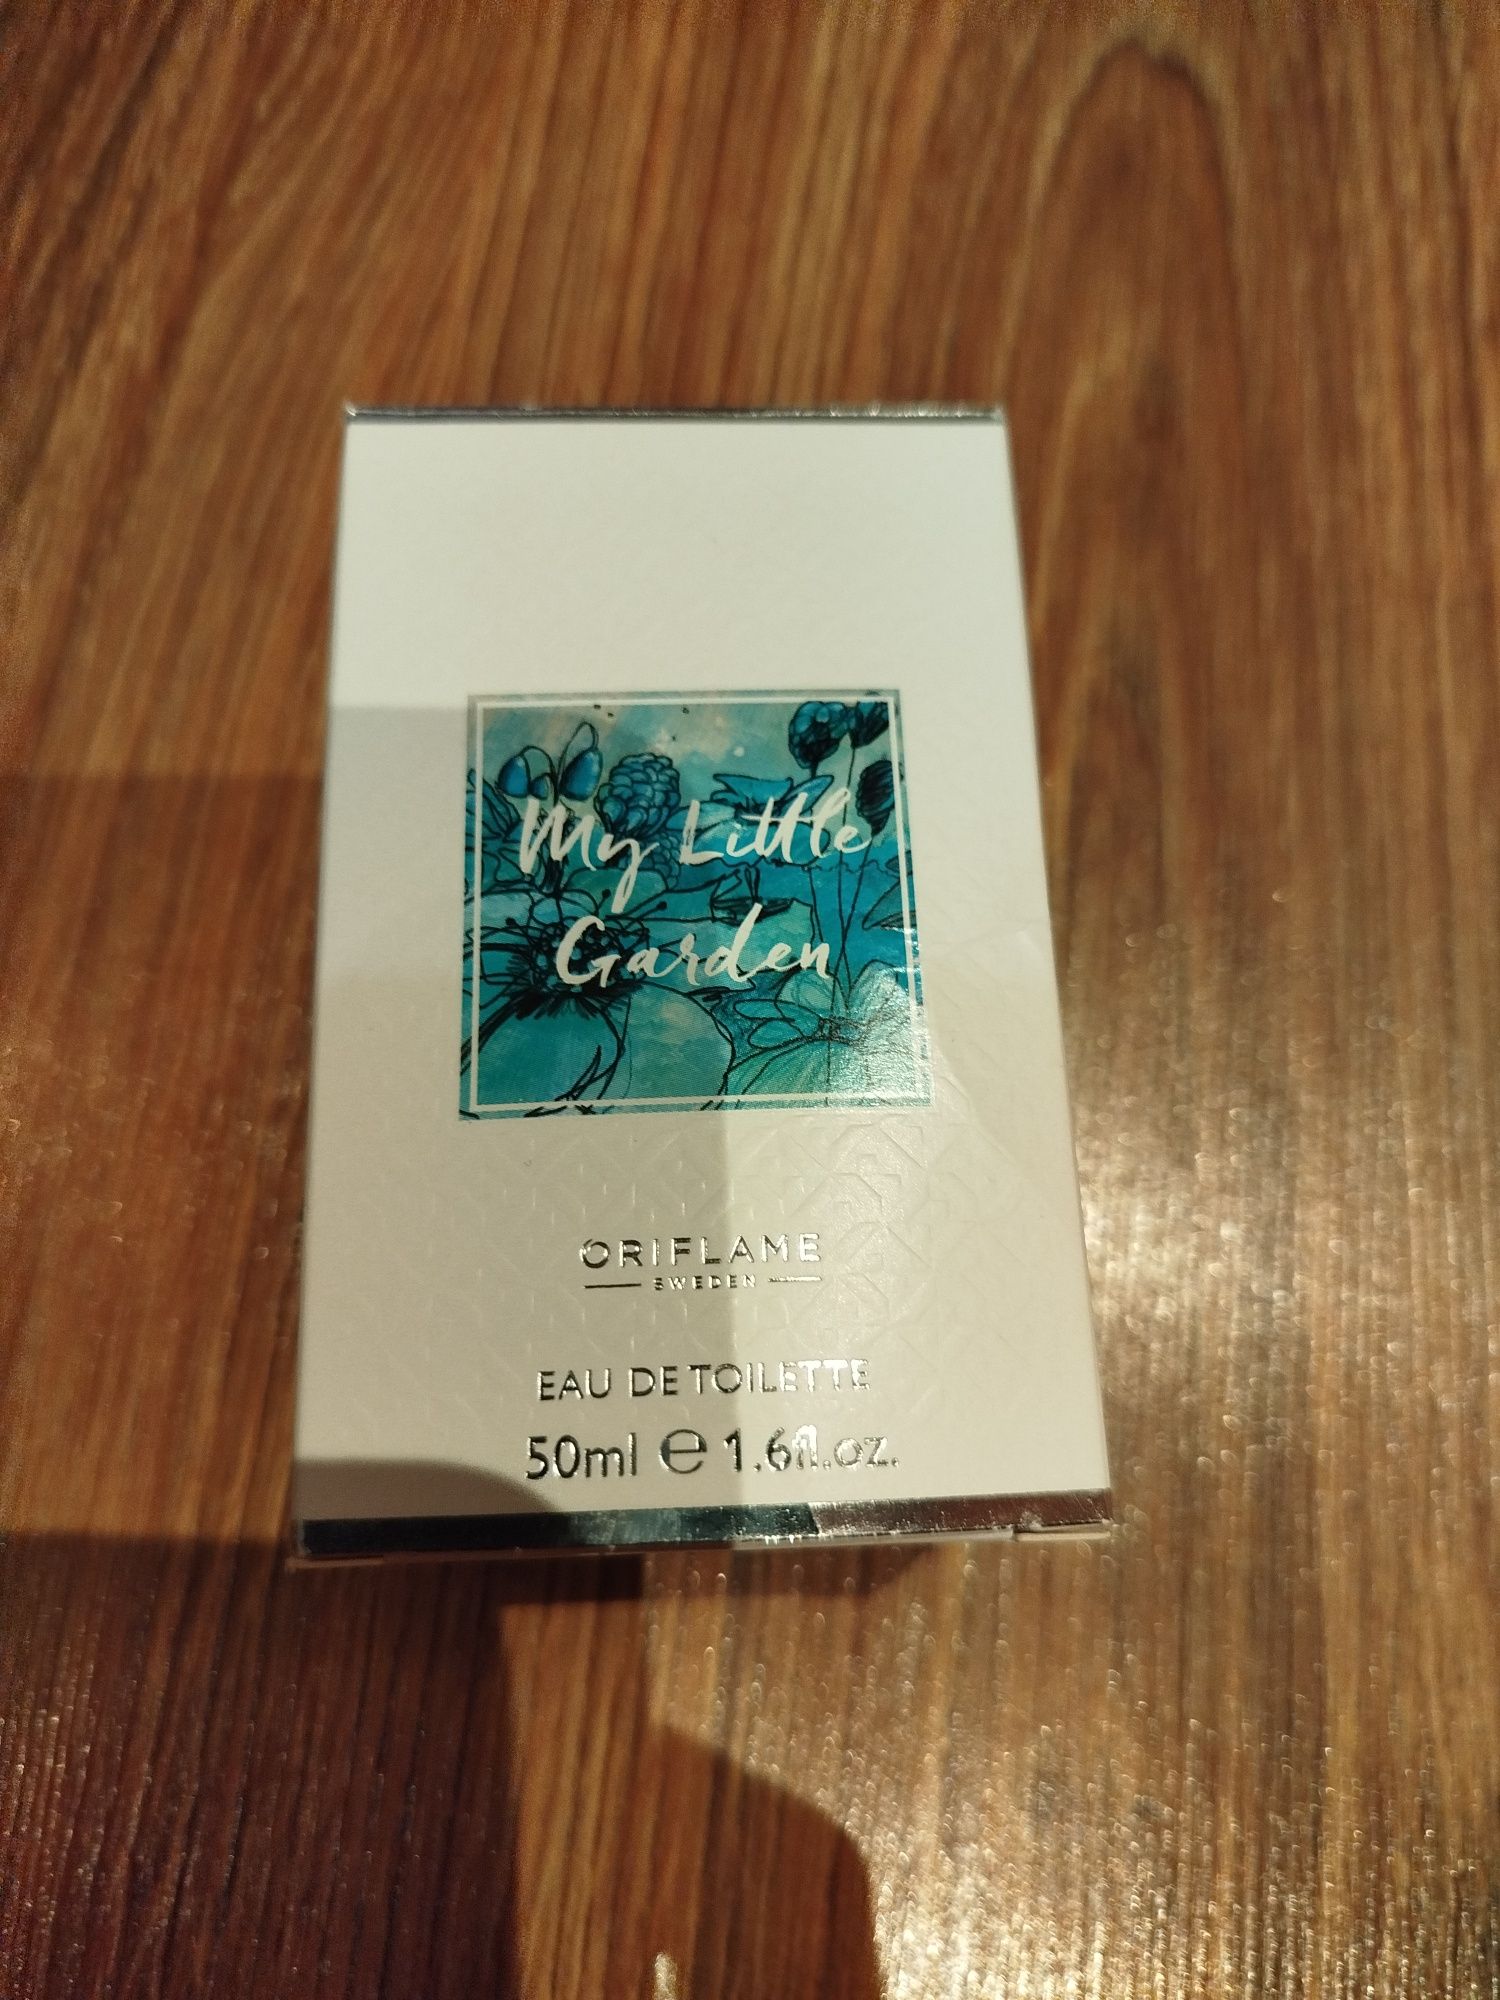 My Little
Garden
ORIFLAME
SWEDEN
EAU DE TOILETTE
50ml ℮ 1.6fl.oz.